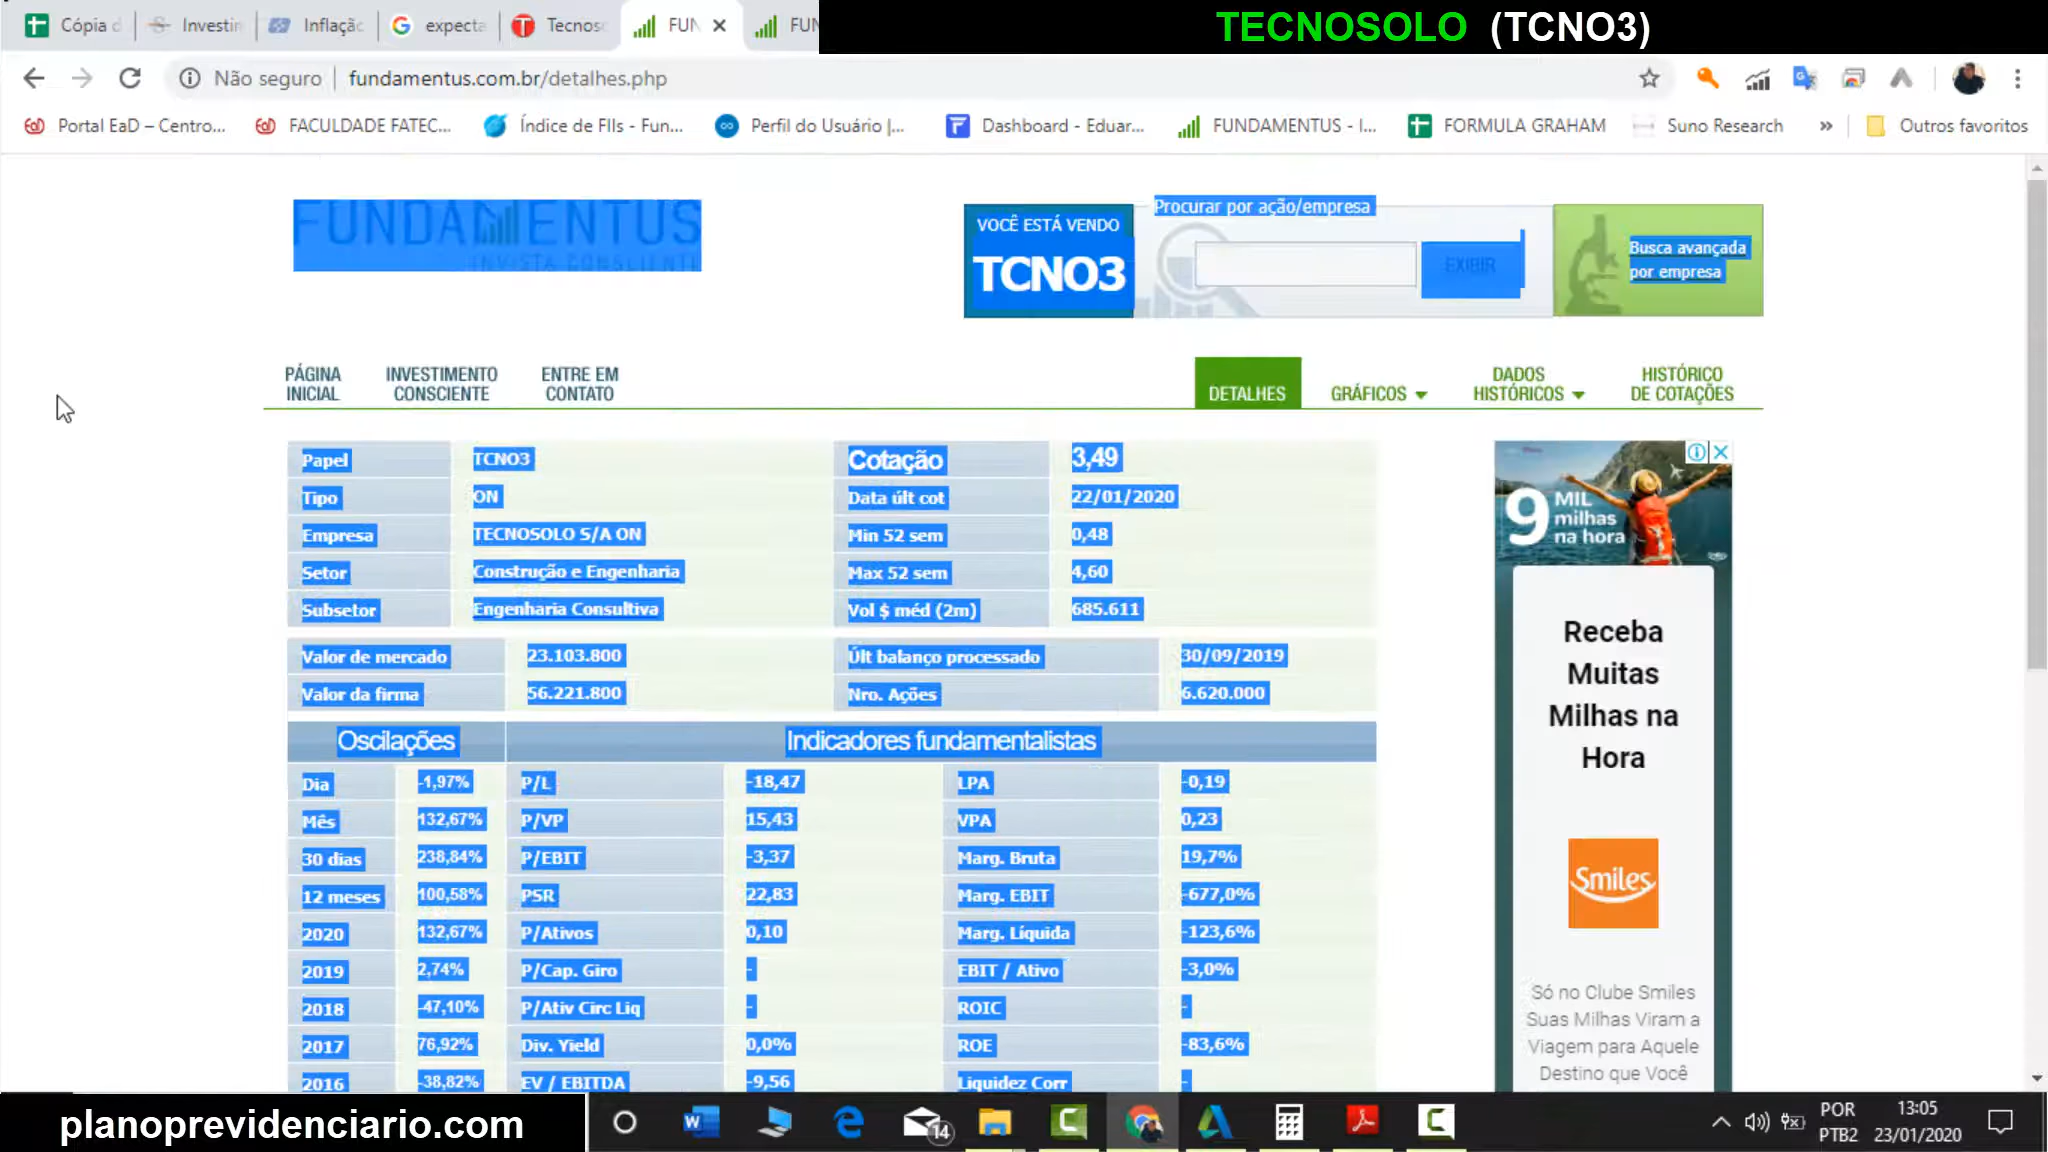 Cópia d
Investin
Inflação
expecta
Tecnoso
FUN
FUN
TECNOSOLO (TCNO3)
Não seguro
fundamentus.com.br/detalhes.php
Portal EaD – Centro...
FACULDADE FATEC...
Índice de FIIs - Fun...
Perfil do Usuário |...
Dashboard - Eduar...
FUNDAMENTUS - I...
FORMULA GRAHAM
Suno Research
»
Outros favoritos
FUNDAMENTUS
INVISTA CONSCIENTE
VOCÊ ESTÁ VENDO
TCNO3
Procurar por ação/empresa
EXIBIR
Busca avançada
por empresa
PÁGINA
INICIAL
INVESTIMENTO
CONSCIENTE
ENTRE EM
CONTATO
DETALHES
GRÁFICOS
DADOS
HISTÓRICOS
HISTÓRICO
DE COTAÇÕES
Papel TCNO3 Cotação 3,49
Tipo ON Data últ cot 22/01/2020
Empresa TECNOSOLO S/A ON Min 52 sem 0,48
Setor Construção e Engenharia Max 52 sem 4,60
Subsetor Engenharia Consultiva Vol $ méd (2m) 685.611
Valor de mercado 23.103.800 Últ balanço processado 30/09/2019
Valor da firma 56.221.800 Nro. Ações 6.620.000
Oscilações Indicadores fundamentalistas
Dia -1,97% P/L -18,47 LPA -0,19
Mês 132,67% P/VP 15,43 VPA 0,23
30 dias 238,84% P/EBIT -3,37 Marg. Bruta 19,7%
12 meses 100,58% PSR 22,83 Marg. EBIT -677,0%
2020 132,67% P/Ativos 0,10 Marg. Líquida -123,6%
2019 2,74% P/Cap. Giro - EBIT / Ativo -3,0%
2018 -47,10% P/Ativ Circ Liq - ROIC -
2017 76,92% Div. Yield 0,0% ROE -83,6%
2016 -38,82% EV / EBITDA -9,56 Liquidez Corr -
9 MIL
milhas
na hora
Receba
Muitas
Milhas na
Hora
Smiles
Só no Clube Smiles
Suas Milhas Viram a
Viagem para Aquele
Destino que Você
planoprevidenciario.com
14
POR
PTB2
13:05
23/01/2020